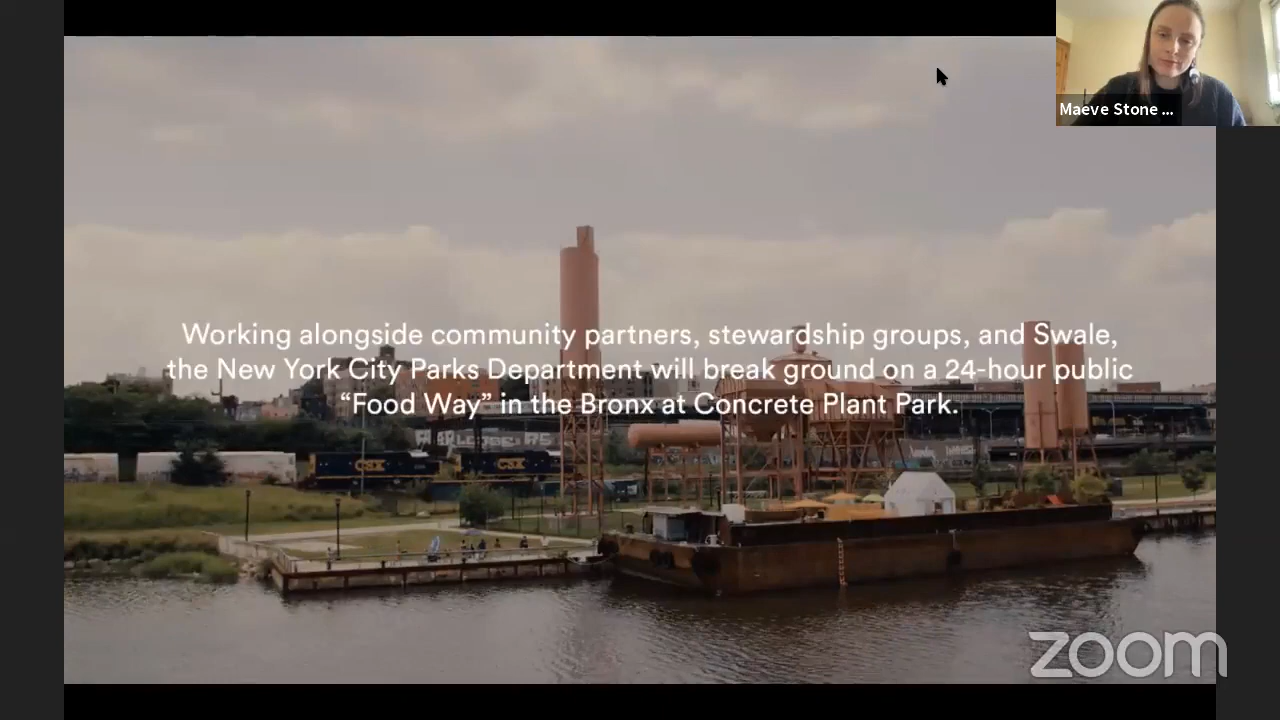 Maeve Stone ...
Working alongside community partners, stewardship groups, and Swale,
the New York City Parks Department will break ground on a 24-hour public
“Food Way” in the Bronx at Concrete Plant Park.
CSX
CSX
zoom